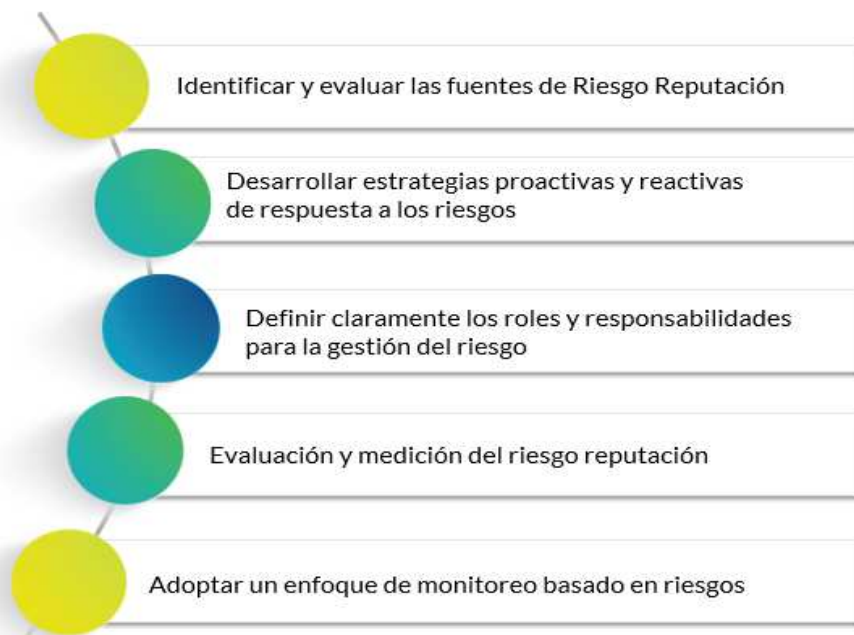 Identificar y evaluar las fuentes de Riesgo Reputación
Desarrollar estrategias proactivas y reactivas
de respuesta a los riesgos
Definir claramente los roles y responsabilidades
para la gestión del riesgo
Evaluación y medición del riesgo reputación
Adoptar un enfoque de monitoreo basado en riesgos